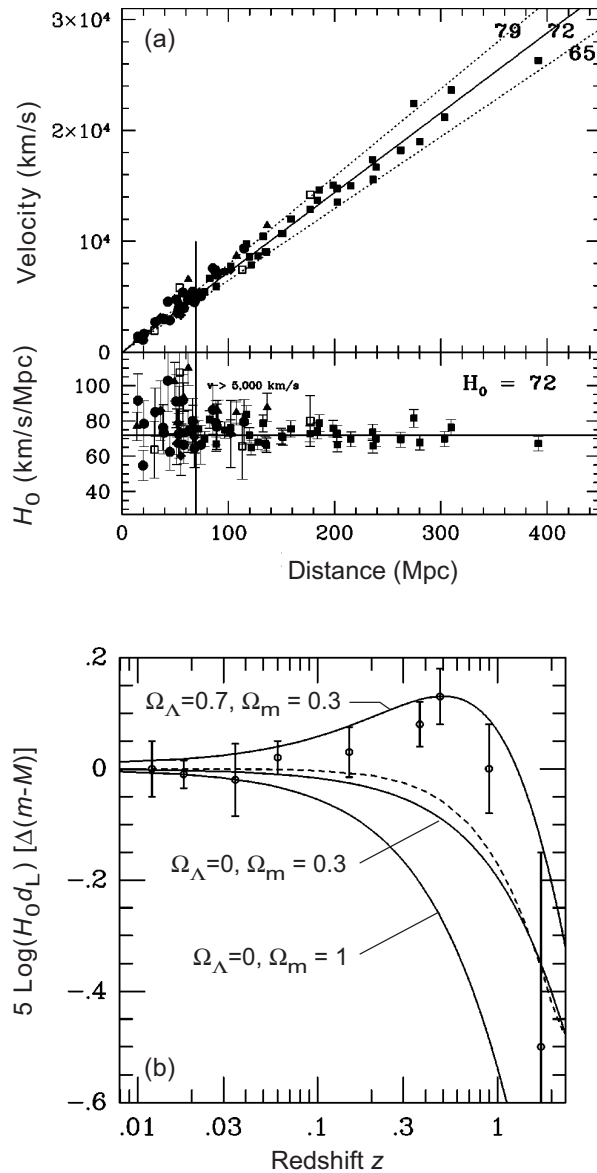 (a)
79 72
65
3×10⁴
2×10⁴
10⁴
0
Velocity (km/s)
v-> 5,000 km/s
H₀ = 72
100
80
60
40
H₀ (km/s/Mpc)
0 100 200 300 400
Distance (Mpc)
Ω_Λ=0.7, Ω_m = 0.3
Ω_Λ=0, Ω_m = 0.3
Ω_Λ=0, Ω_m = 1
(b)
.2
0
-.2
-.4
-.6
5 Log(H₀d_L) [Δ(m-M)]
.01 .03 .1 .3 1
Redshift z